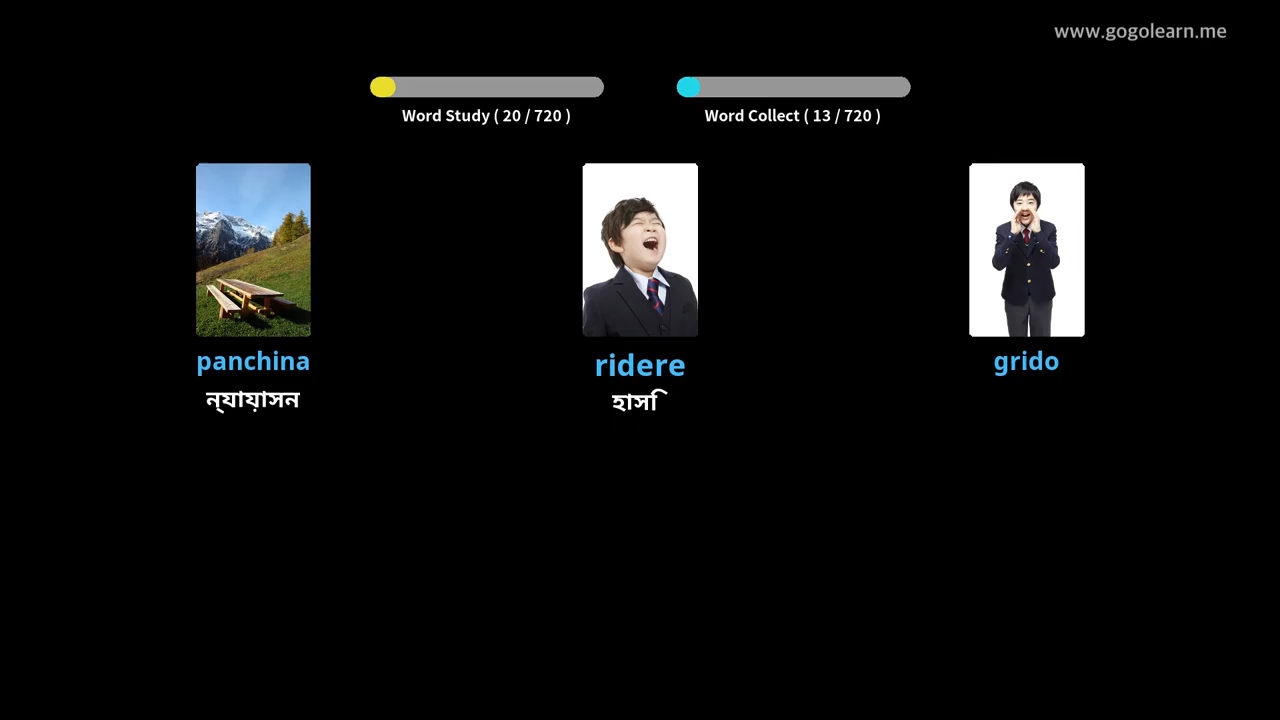 www.gogolearn.me
Word Study ( 20 / 720 )
Word Collect ( 13 / 720 )
panchina
ridere
grido
ন্যায়াসন
হাসি